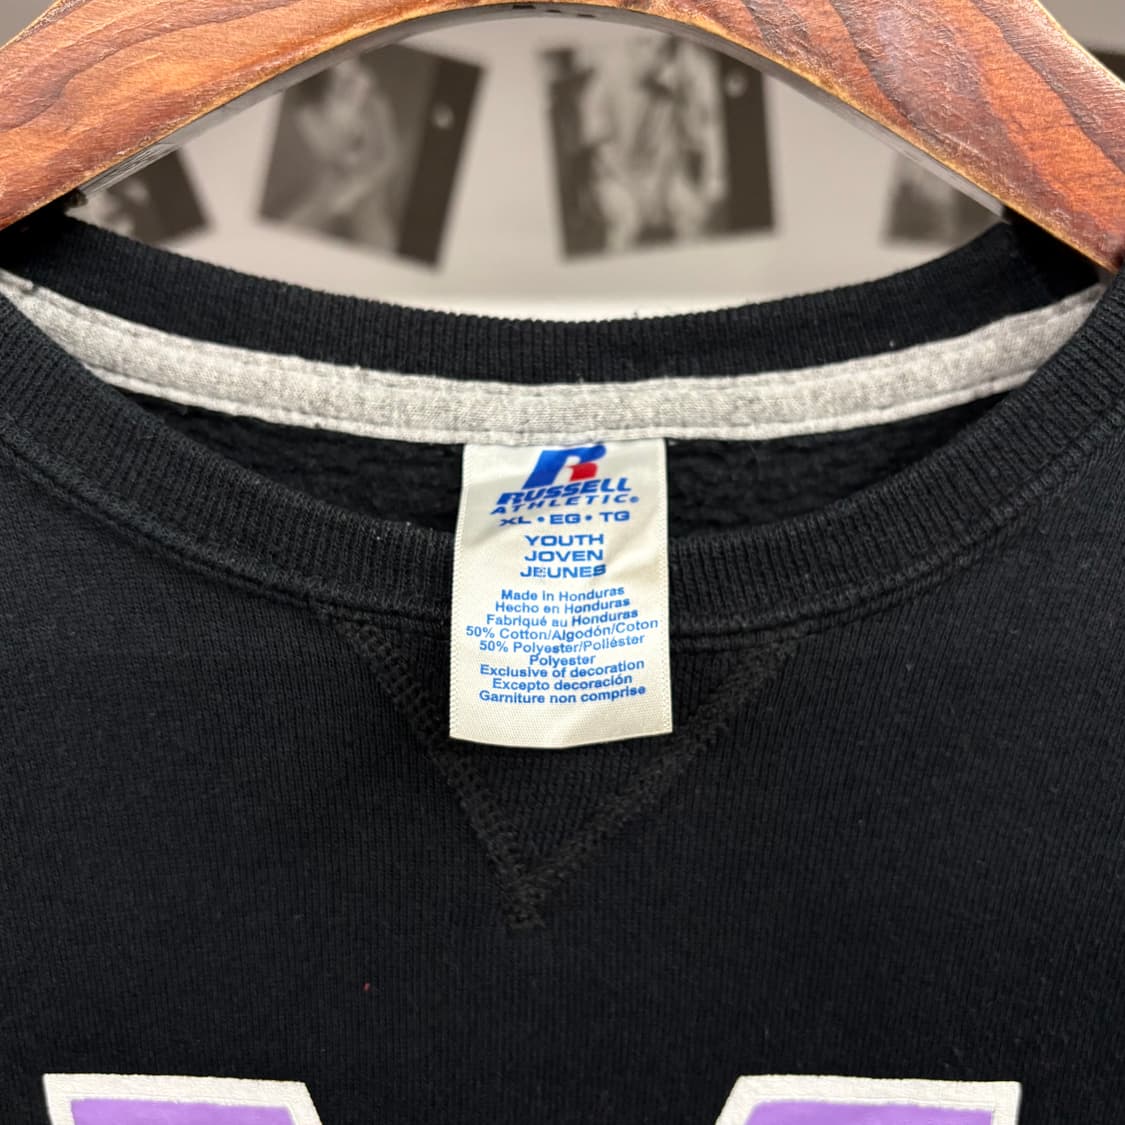 RUSSELL
ATHLETIC®
XL • EG • TG
YOUTH
JOVEN
JEUNES
Made in Honduras
Hecho en Honduras
Fabriqué au Honduras
50% Cotton/Algodón/Coton
50% Polyester/Poliéster
Polyester
Exclusive of decoration
Excepto decoración
Garniture non comprise